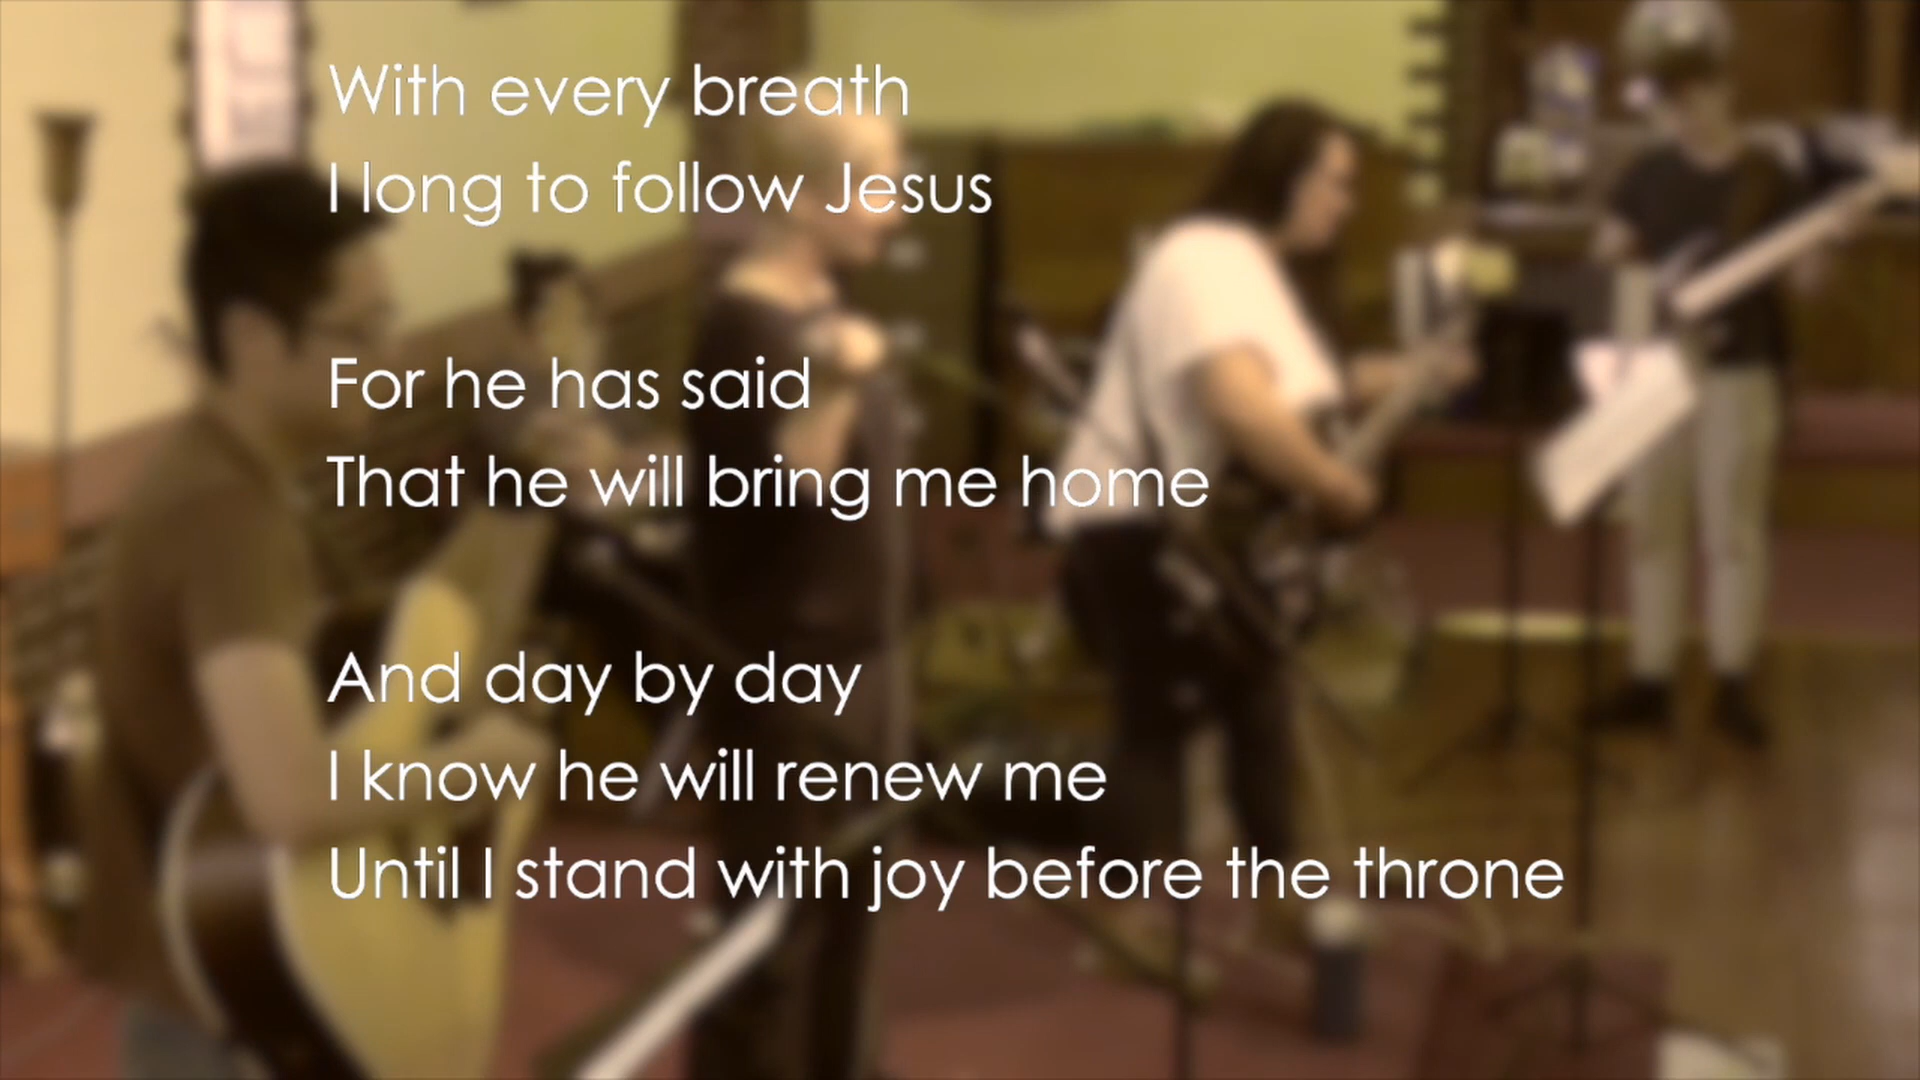 With every breath
I long to follow Jesus
For he has said
That he will bring me home
And day by day
I know he will renew me
Until I stand with joy before the throne